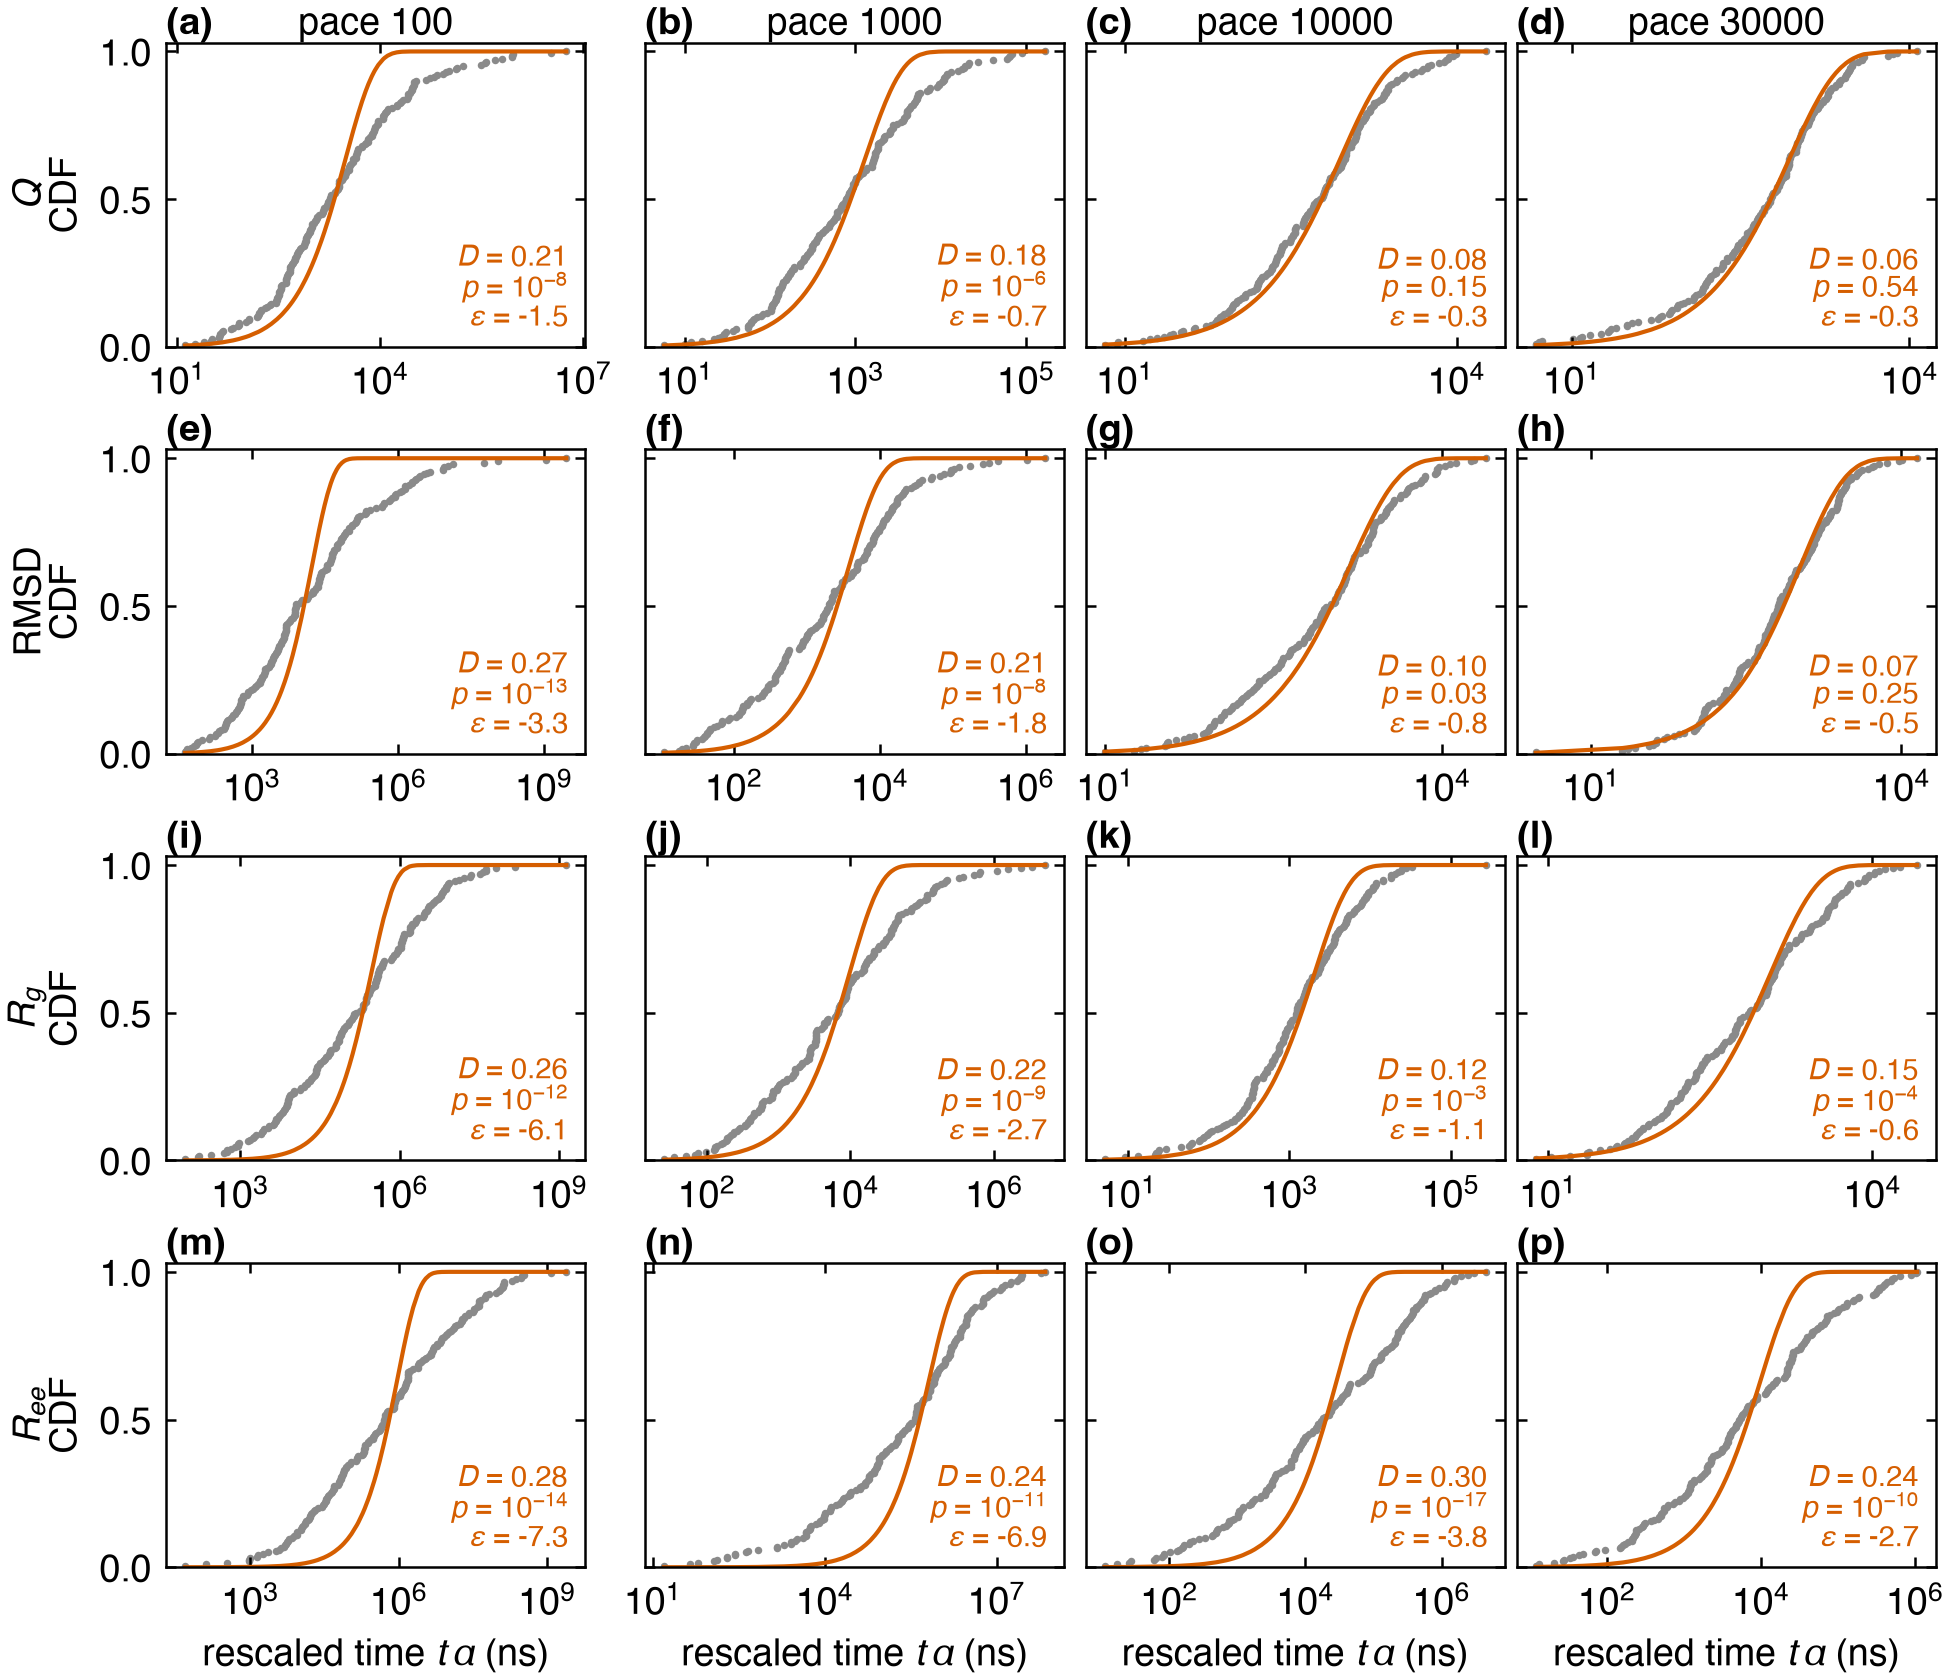 (a) pace 100 (b) pace 1000 (c) pace 10000 (d) pace 30000
Q
CDF
1.0
0.5
0.0
D = 0.21
p = 10⁻⁸
ε = -1.5
10¹ 10⁴ 10⁷
D = 0.18
p = 10⁻⁶
ε = -0.7
10¹ 10³ 10⁵
D = 0.08
p = 0.15
ε = -0.3
10¹ 10⁴
D = 0.06
p = 0.54
ε = -0.3
10¹ 10⁴
(e) (f) (g) (h)
RMSD
CDF
1.0
0.5
0.0
D = 0.27
p = 10⁻¹³
ε = -3.3
10³ 10⁶ 10⁹
D = 0.21
p = 10⁻⁸
ε = -1.8
10² 10⁴ 10⁶
D = 0.10
p = 0.03
ε = -0.8
10¹ 10⁴
D = 0.07
p = 0.25
ε = -0.5
10¹ 10⁴
(i) (j) (k) (l)
R_g
CDF
1.0
0.5
0.0
D = 0.26
p = 10⁻¹²
ε = -6.1
10³ 10⁶ 10⁹
D = 0.22
p = 10⁻⁹
ε = -2.7
10² 10⁴ 10⁶
D = 0.12
p = 10⁻³
ε = -1.1
10¹ 10³ 10⁵
D = 0.15
p = 10⁻⁴
ε = -0.6
10¹ 10⁴
(m) (n) (o) (p)
R_ee
CDF
1.0
0.5
0.0
D = 0.28
p = 10⁻¹⁴
ε = -7.3
10³ 10⁶ 10⁹
D = 0.24
p = 10⁻¹¹
ε = -6.9
10¹ 10⁴ 10⁷
D = 0.30
p = 10⁻¹⁷
ε = -3.8
10² 10⁴ 10⁶
D = 0.24
p = 10⁻¹⁰
ε = -2.7
10² 10⁴ 10⁶
rescaled time tα (ns) rescaled time tα (ns) rescaled time tα (ns) rescaled time tα (ns)